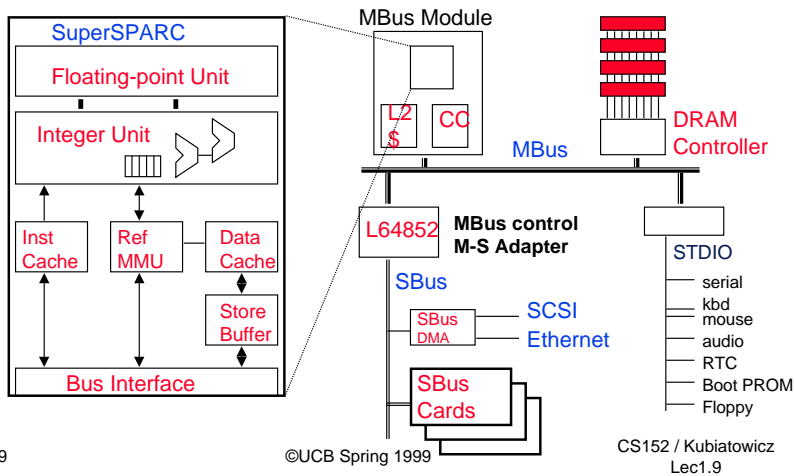 SuperSPARC
Floating-point Unit
Integer Unit
Inst
Cache
Ref
MMU
Data
Cache
Store
Buffer
Bus Interface
MBus Module
L2
$
CC
MBus
DRAM
Controller
L64852
MBus control
M-S Adapter
SBus
SBus
DMA
SCSI
Ethernet
SBus
Cards
STDIO
serial
kbd
mouse
audio
RTC
Boot PROM
Floppy
9
©UCB Spring 1999
CS152 / Kubiatowicz
Lec1.9